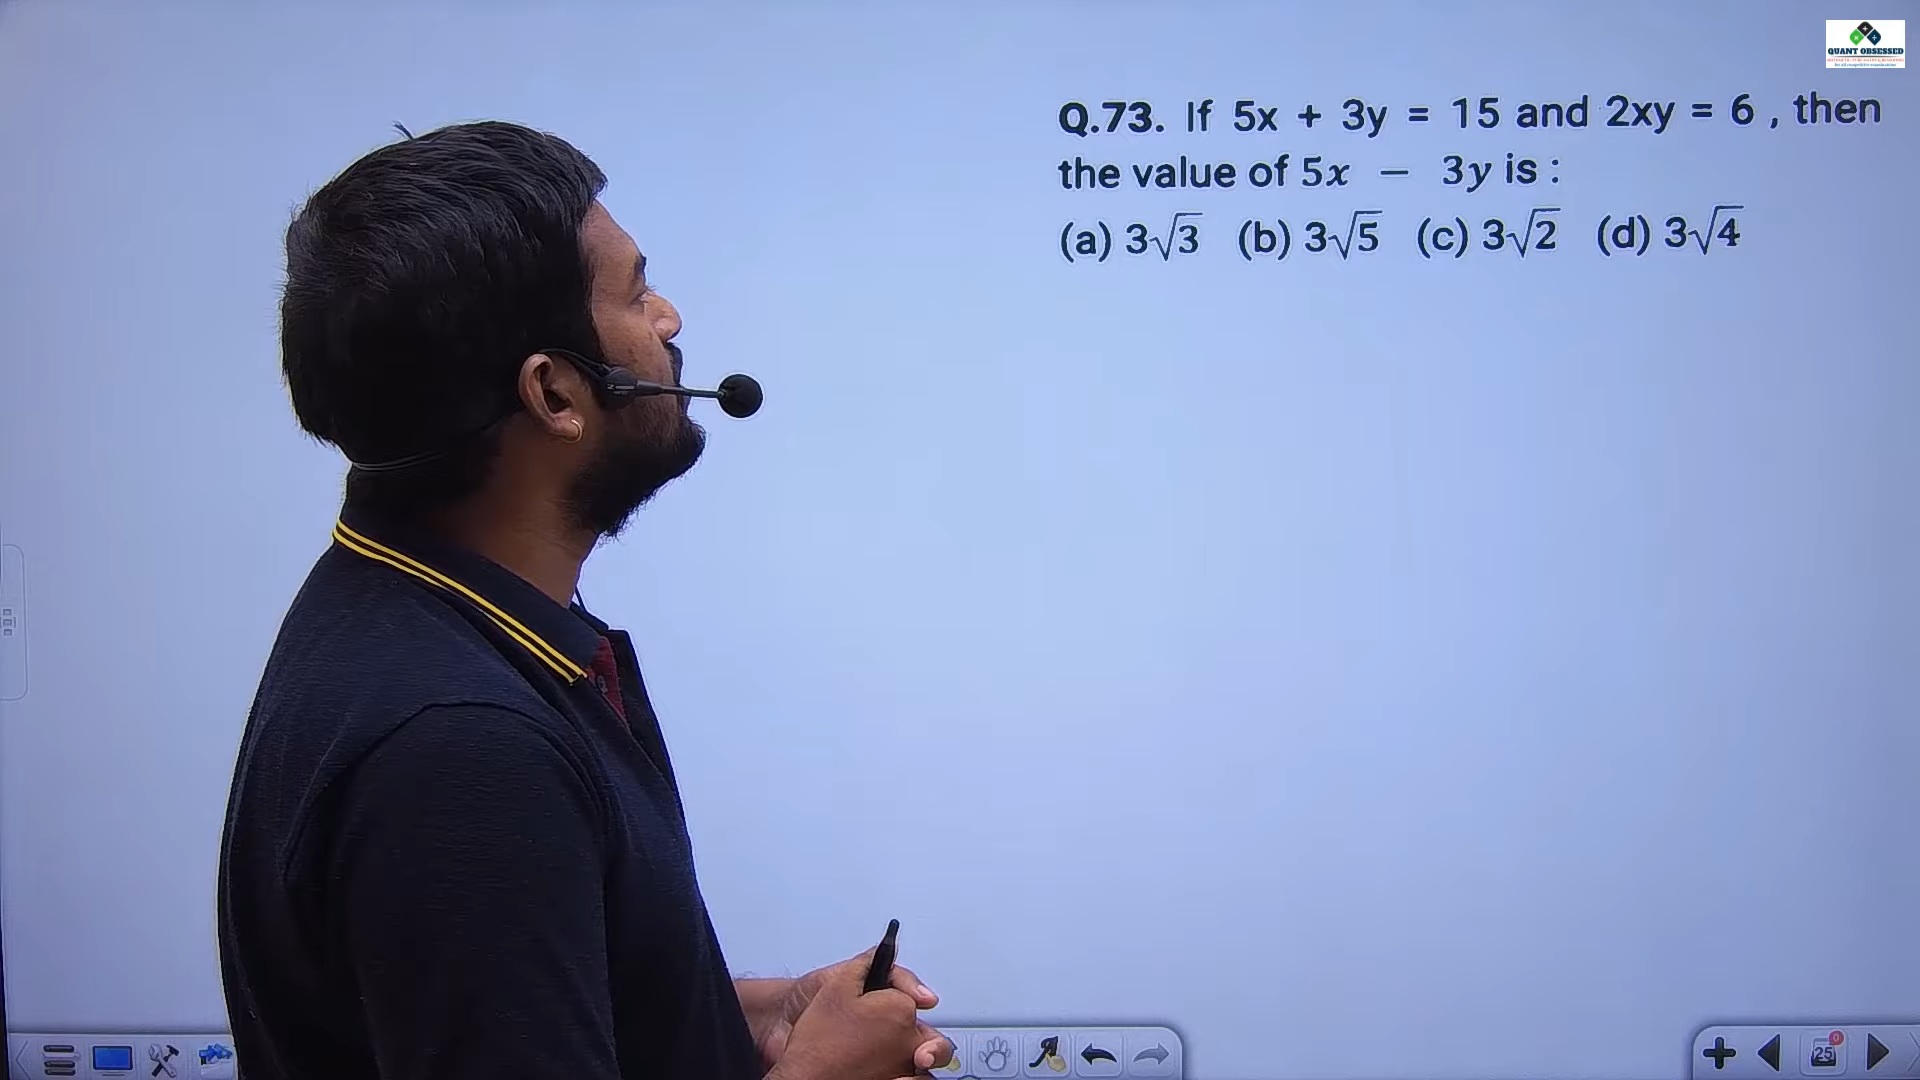 QUANT OBSESSED
Q.73. If 5x + 3y = 15 and 2xy = 6 , then
the value of 5x − 3y is :
(a) 3√3 (b) 3√5 (c) 3√2 (d) 3√4
25
0